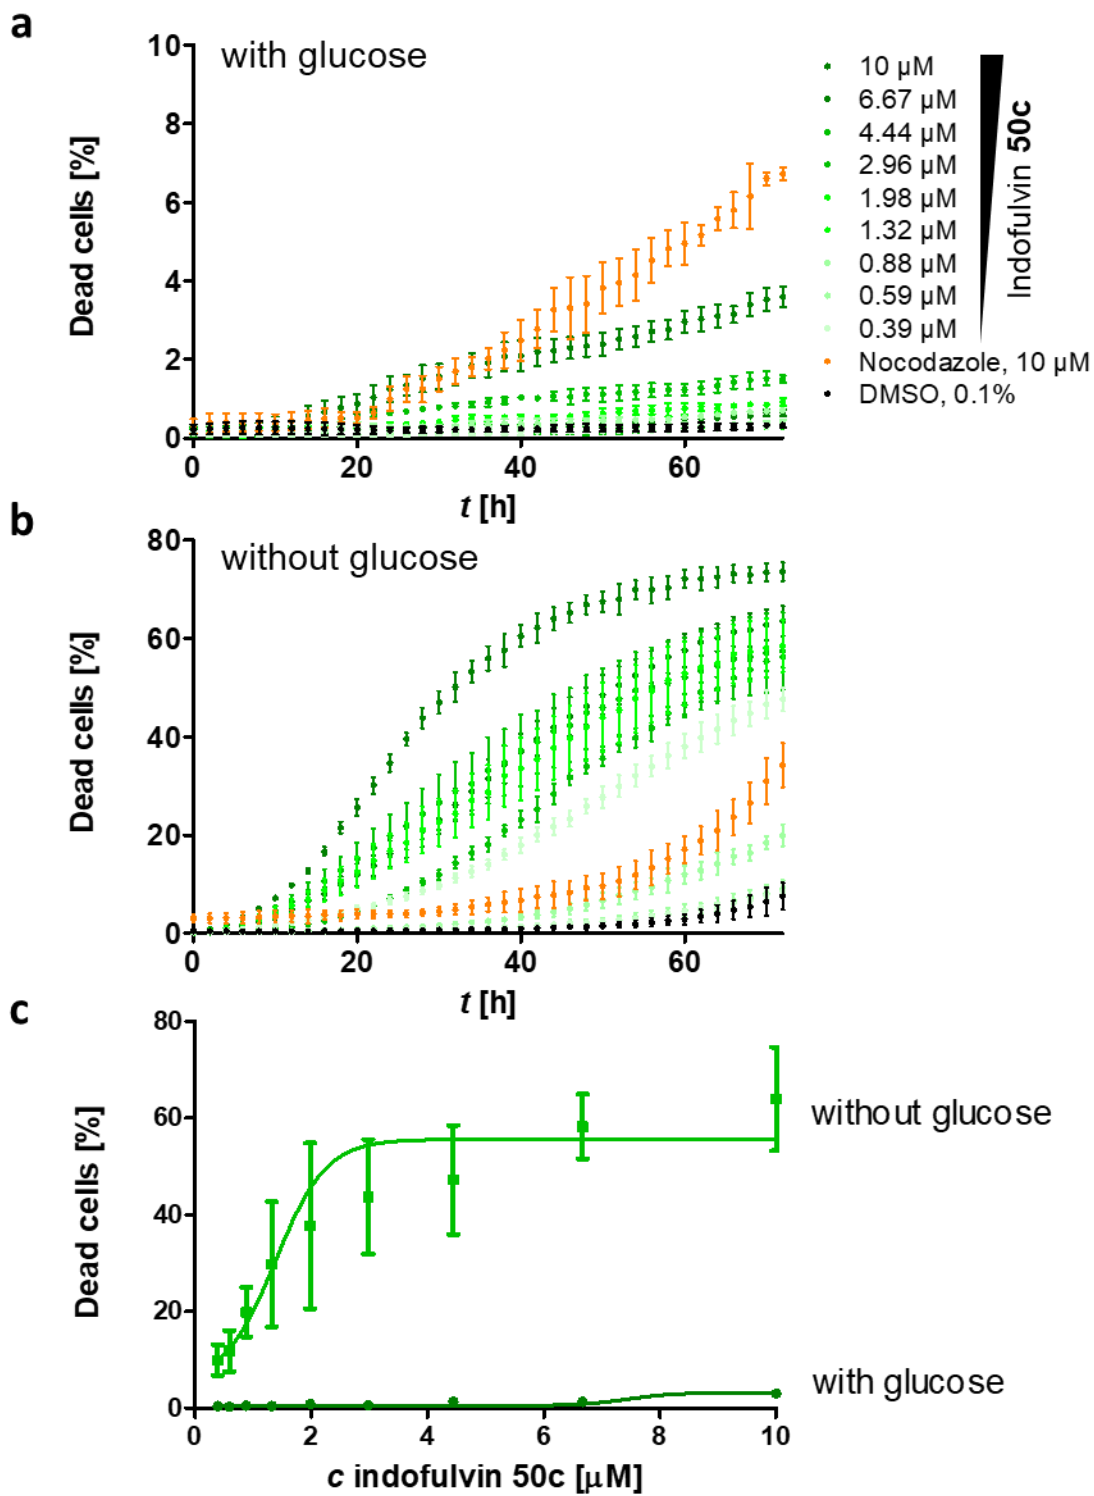 a
with glucose
10
8
6
4
2
0
Dead cells [%]
0 20 40 60
t [h]
10 µM
6.67 µM
4.44 µM
2.96 µM
1.98 µM
1.32 µM
0.88 µM
0.59 µM
0.39 µM
Nocodazole, 10 µM
DMSO, 0.1%
Indofulvin 50c
b
without glucose
80
60
40
20
0
Dead cells [%]
0 20 40 60
t [h]
c
80
60
40
20
0
Dead cells [%]
without glucose
with glucose
0 2 4 6 8 10
c indofulvin 50c [µM]